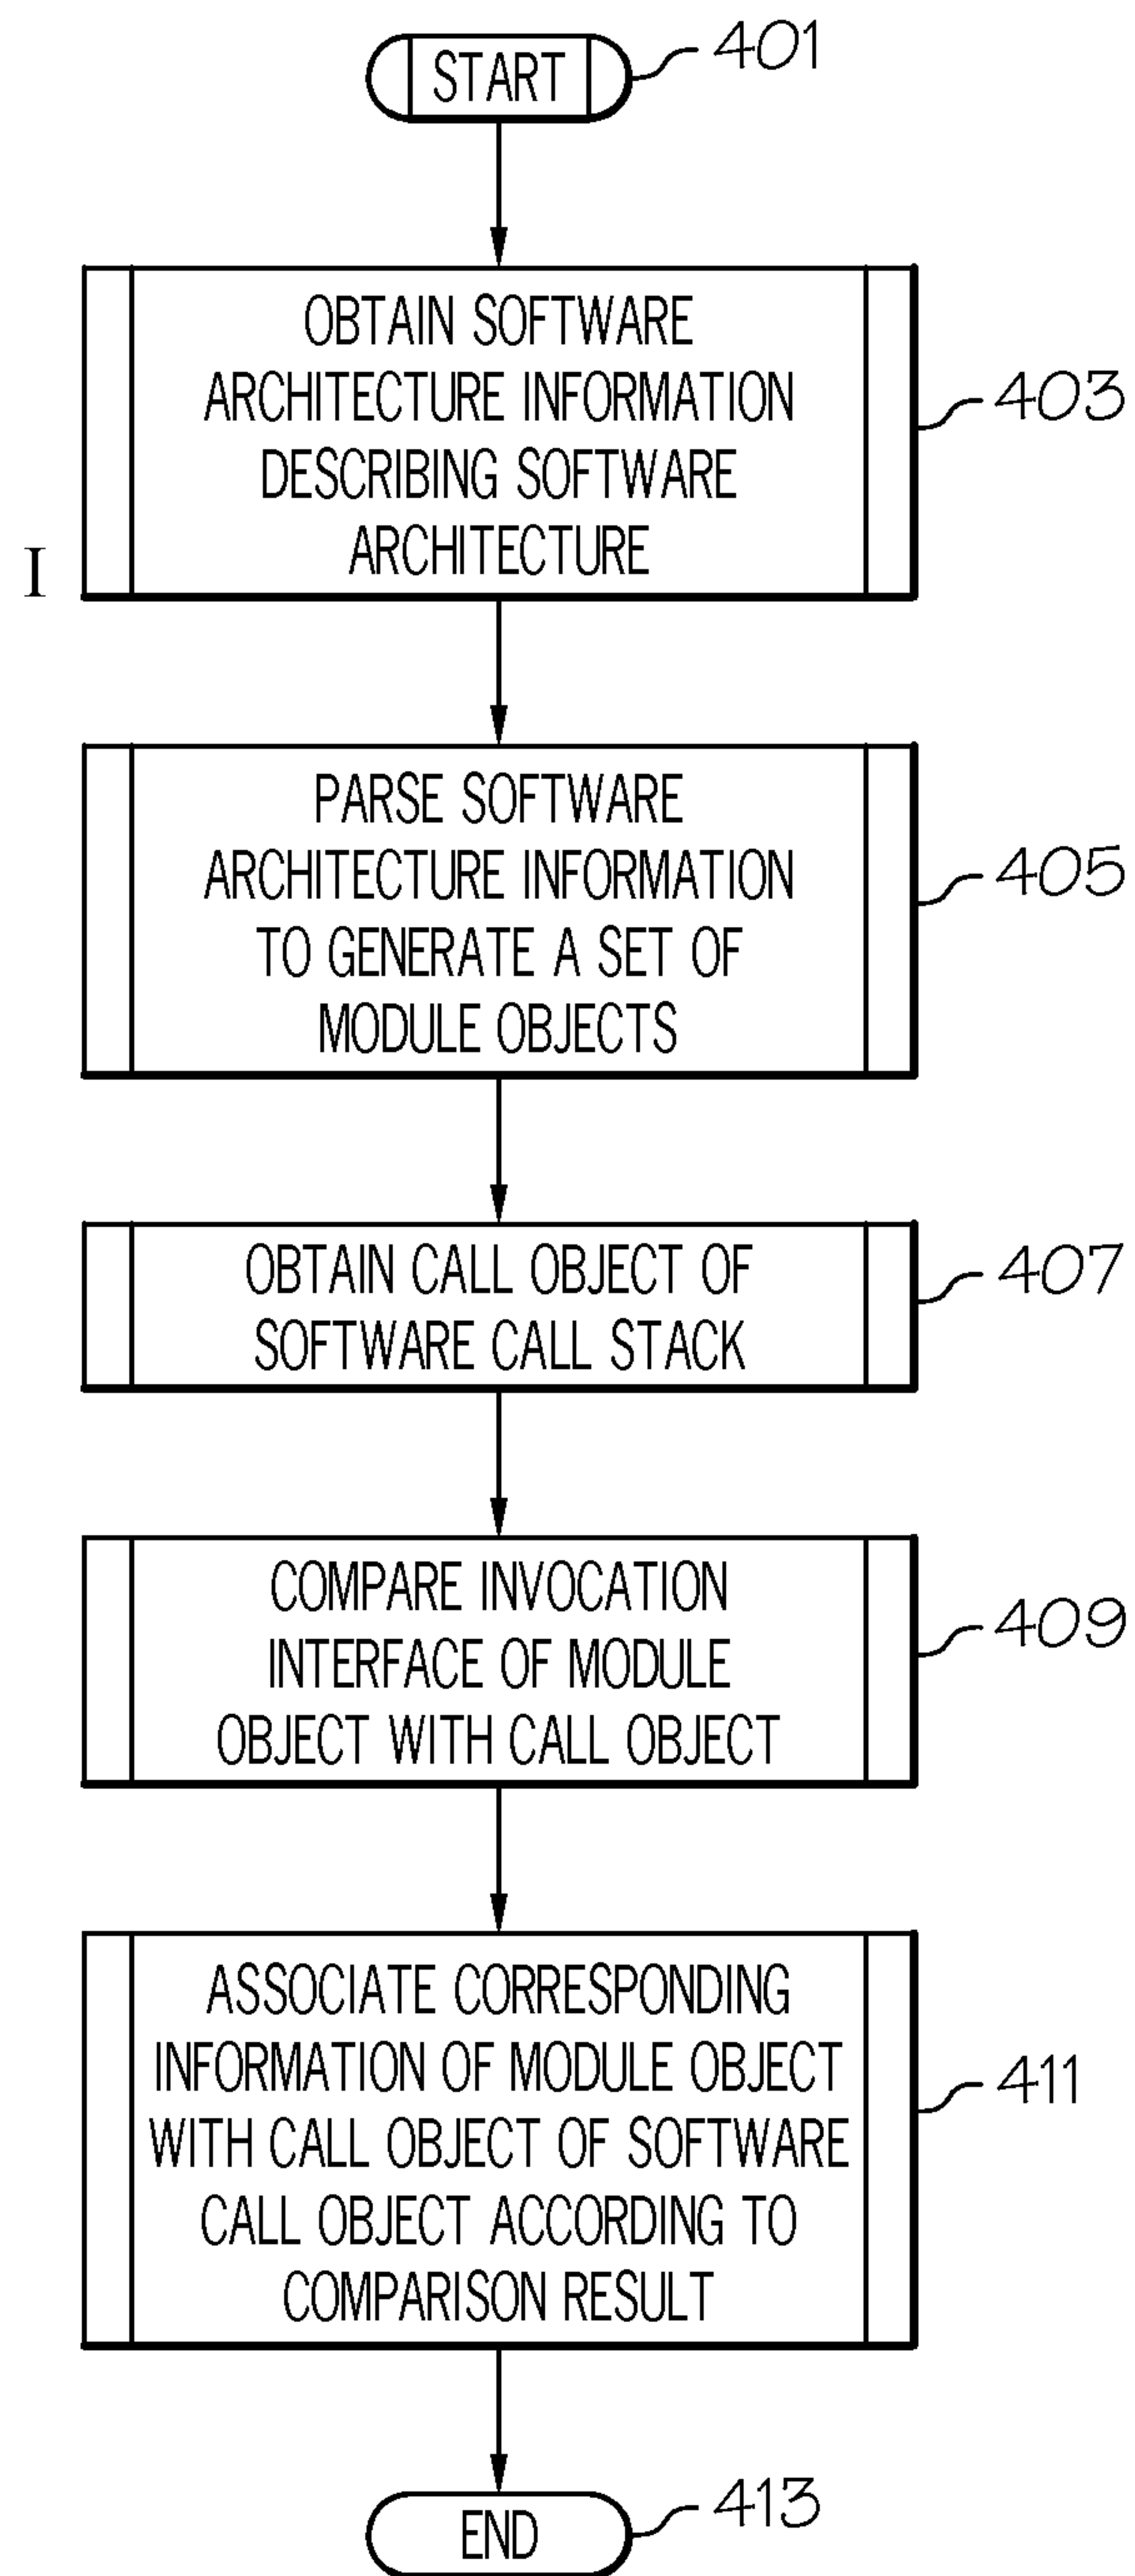 START
401
OBTAIN SOFTWARE
ARCHITECTURE INFORMATION
DESCRIBING SOFTWARE
ARCHITECTURE
403
I
PARSE SOFTWARE
ARCHITECTURE INFORMATION
TO GENERATE A SET OF
MODULE OBJECTS
405
OBTAIN CALL OBJECT OF
SOFTWARE CALL STACK
407
COMPARE INVOCATION
INTERFACE OF MODULE
OBJECT WITH CALL OBJECT
409
ASSOCIATE CORRESPONDING
INFORMATION OF MODULE OBJECT
WITH CALL OBJECT OF SOFTWARE
CALL OBJECT ACCORDING TO
COMPARISON RESULT
411
END
413